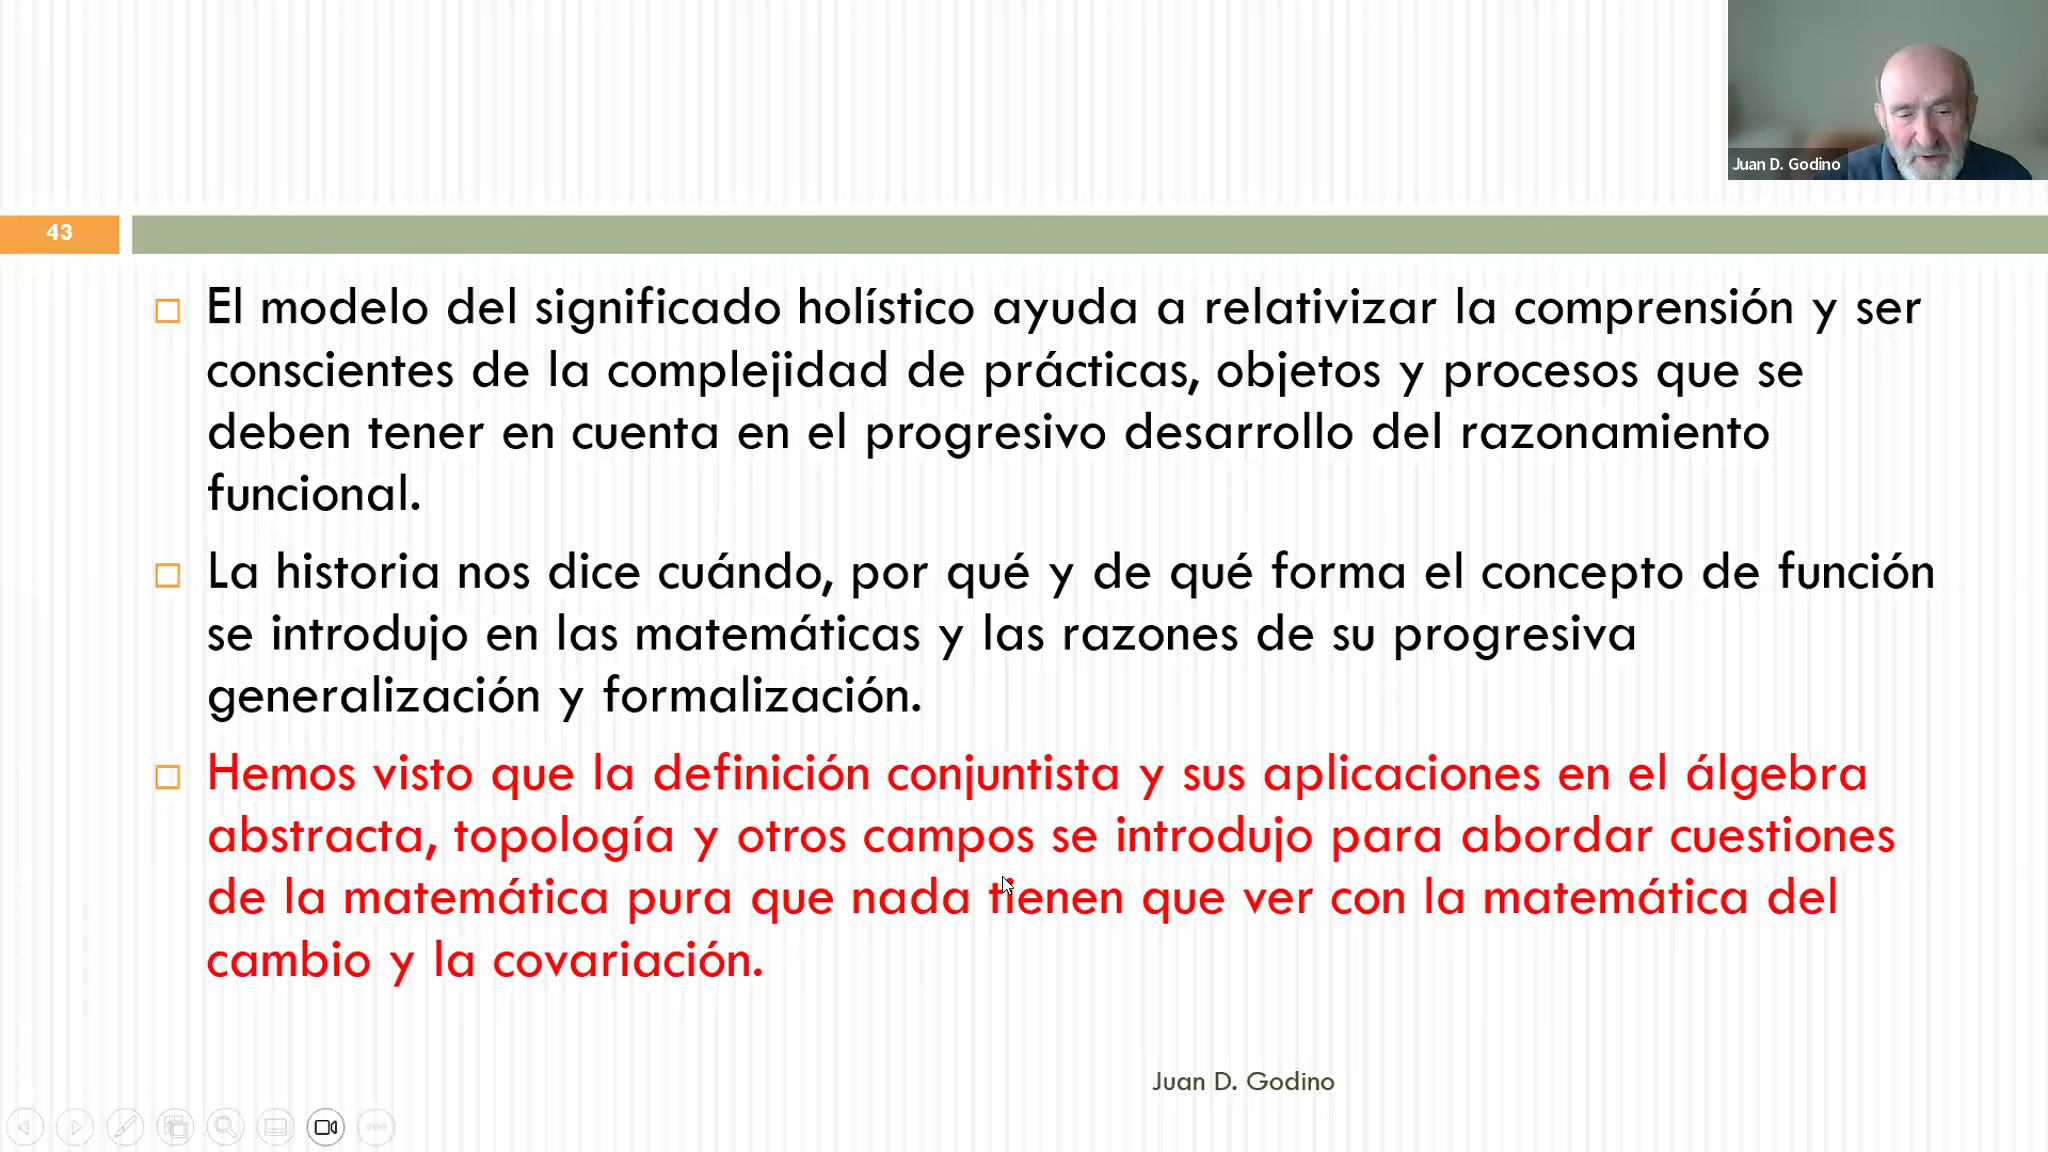 Juan D. Godino
43
El modelo del significado holístico ayuda a relativizar la comprensión y ser
conscientes de la complejidad de prácticas, objetos y procesos que se
deben tener en cuenta en el progresivo desarrollo del razonamiento
funcional.
La historia nos dice cuándo, por qué y de qué forma el concepto de función
se introdujo en las matemáticas y las razones de su progresiva
generalización y formalización.
Hemos visto que la definición conjuntista y sus aplicaciones en el álgebra
abstracta, topología y otros campos se introdujo para abordar cuestiones
de la matemática pura que nada tienen que ver con la matemática del
cambio y la covariación.
Juan D. Godino